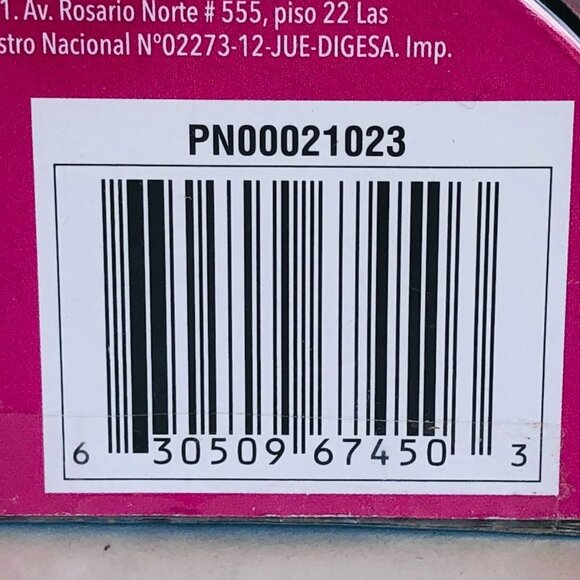 1. Av. Rosario Norte # 555, piso 22 Las
stro Nacional N°02273-12-JUE-DIGESA. Imp.
PN00021023
6 30509 67450 3